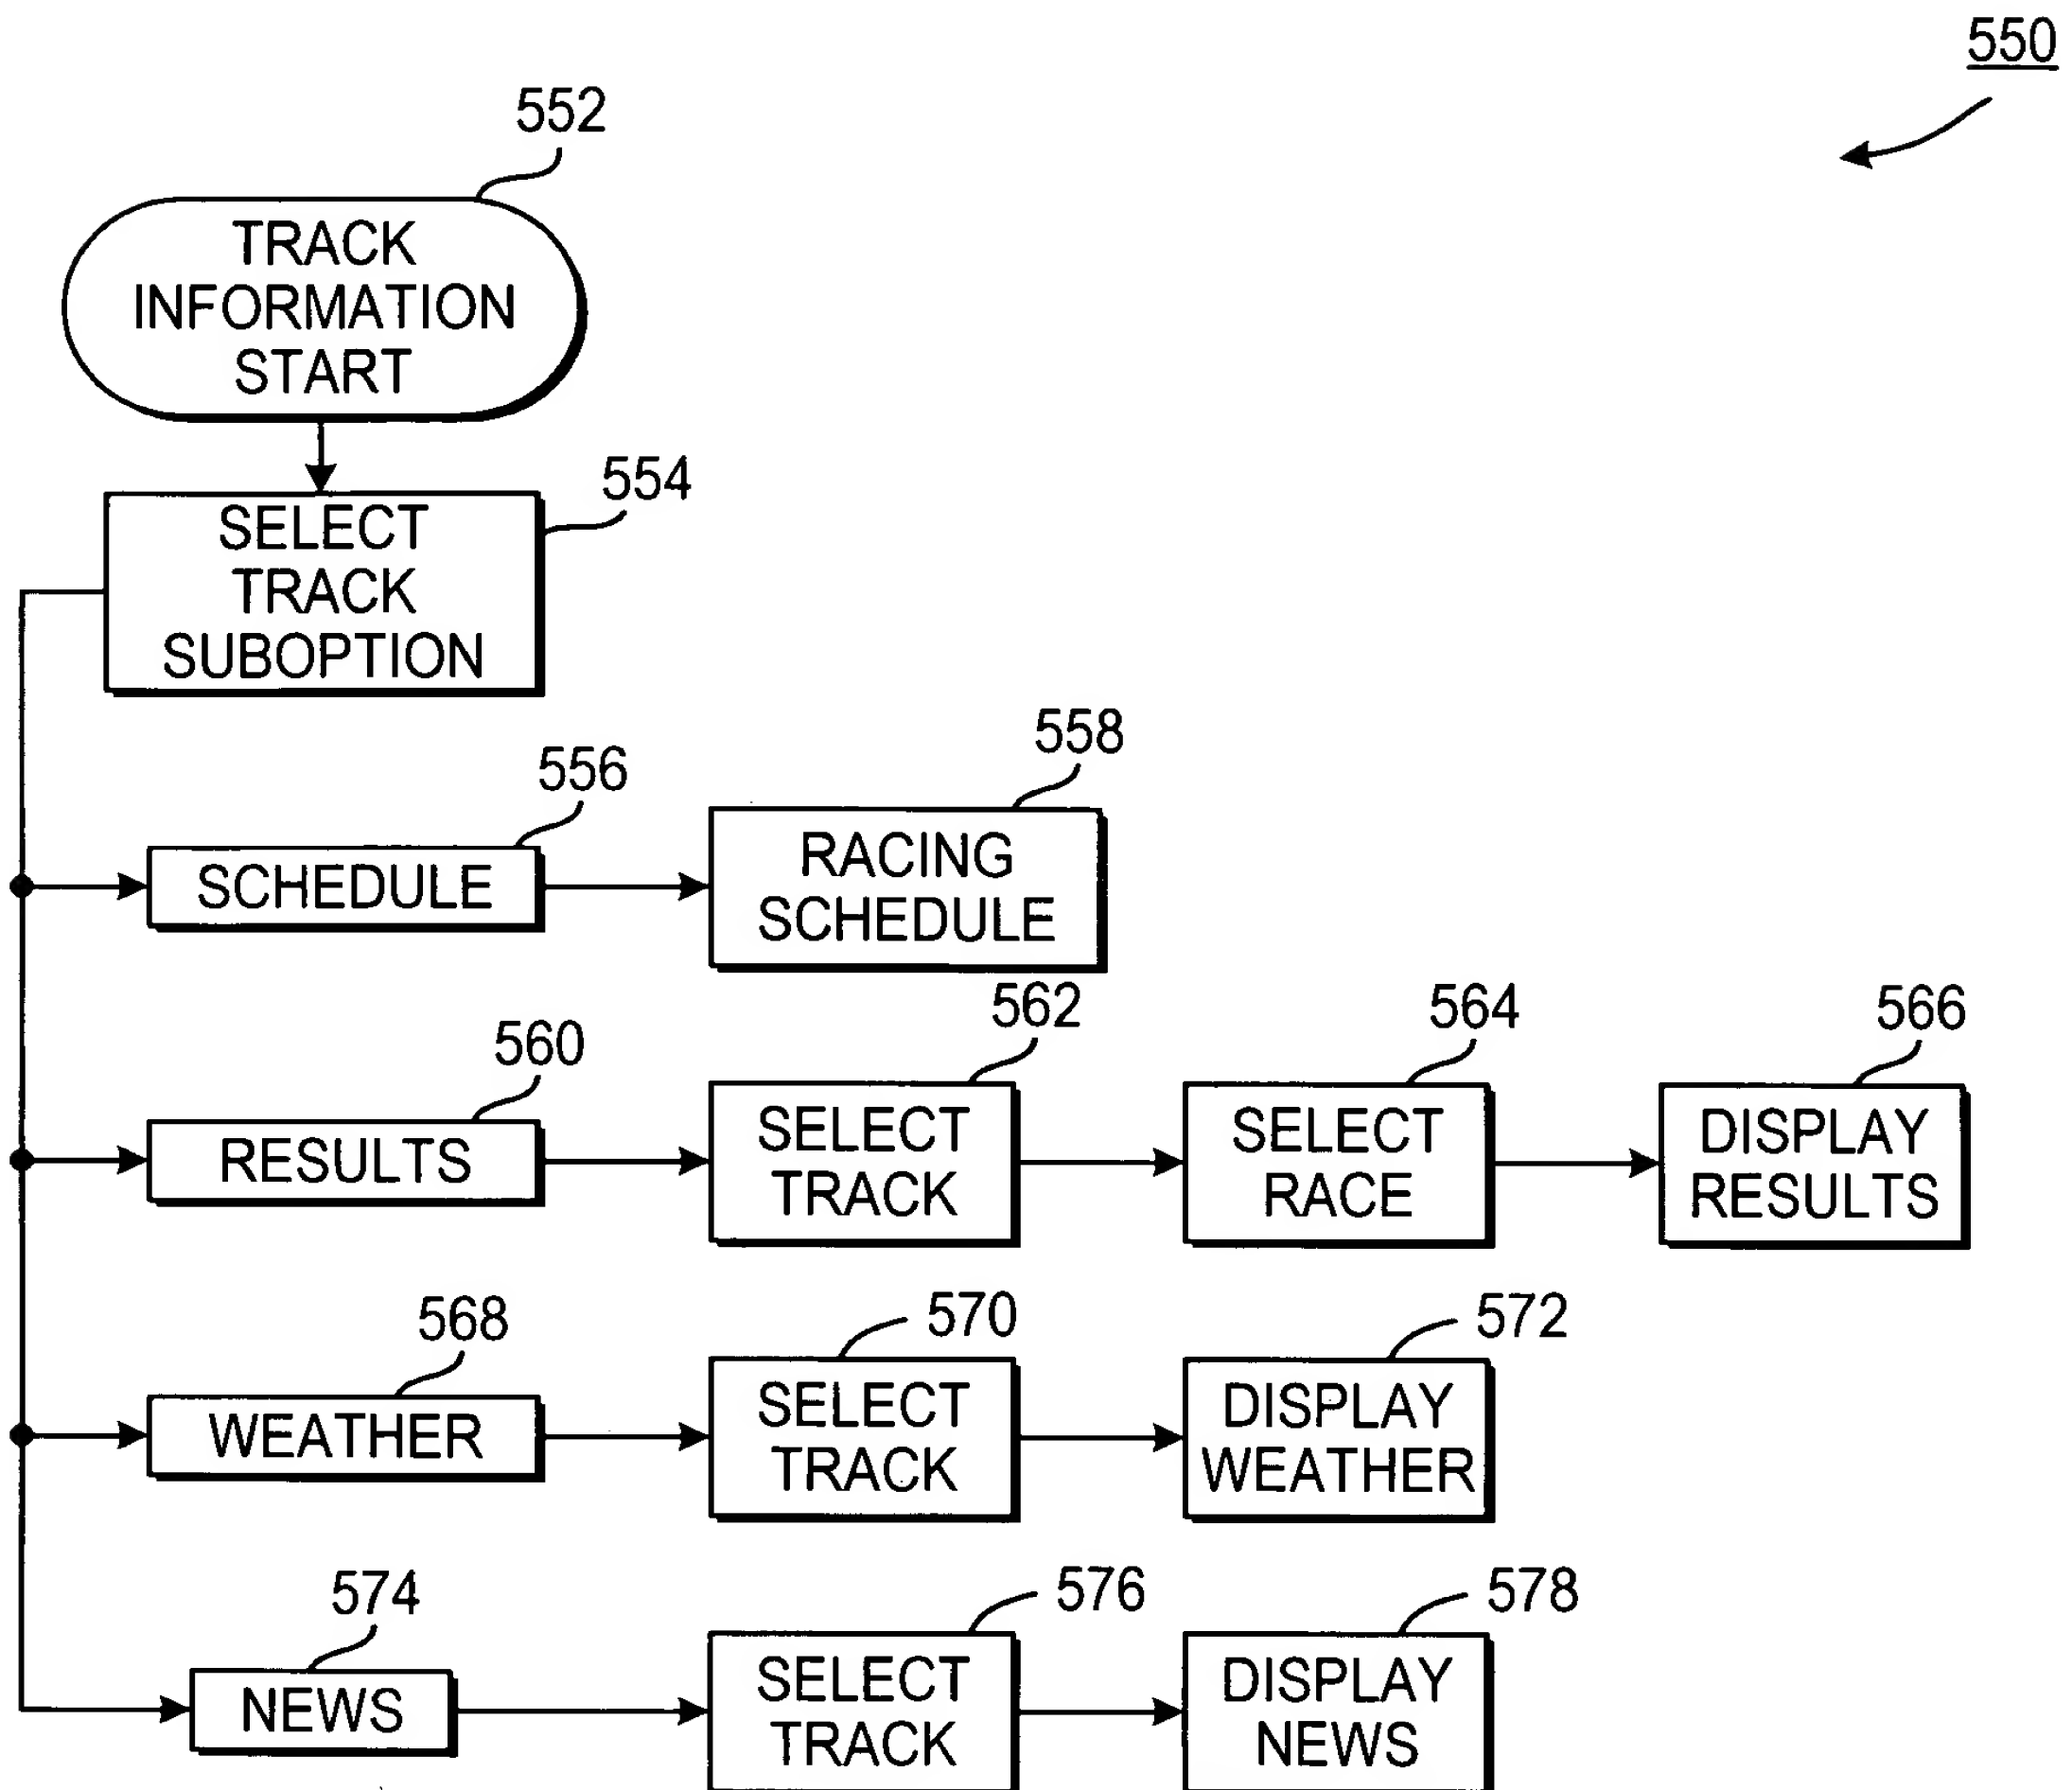 550
552
TRACK
INFORMATION
START
554
SELECT
TRACK
SUBOPTION
556
SCHEDULE
558
RACING
SCHEDULE
560
RESULTS
562
SELECT
TRACK
564
SELECT
RACE
566
DISPLAY
RESULTS
568
WEATHER
570
SELECT
TRACK
572
DISPLAY
WEATHER
574
NEWS
576
SELECT
TRACK
578
DISPLAY
NEWS